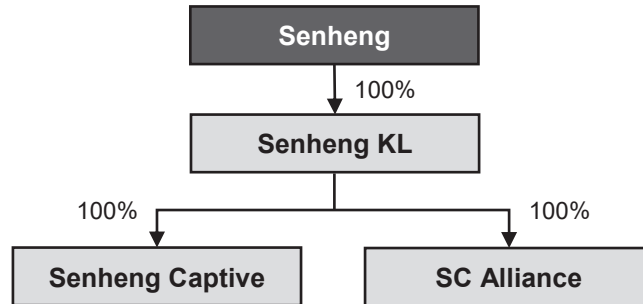 Senheng
100%
Senheng KL
100%
100%
Senheng Captive
SC Alliance